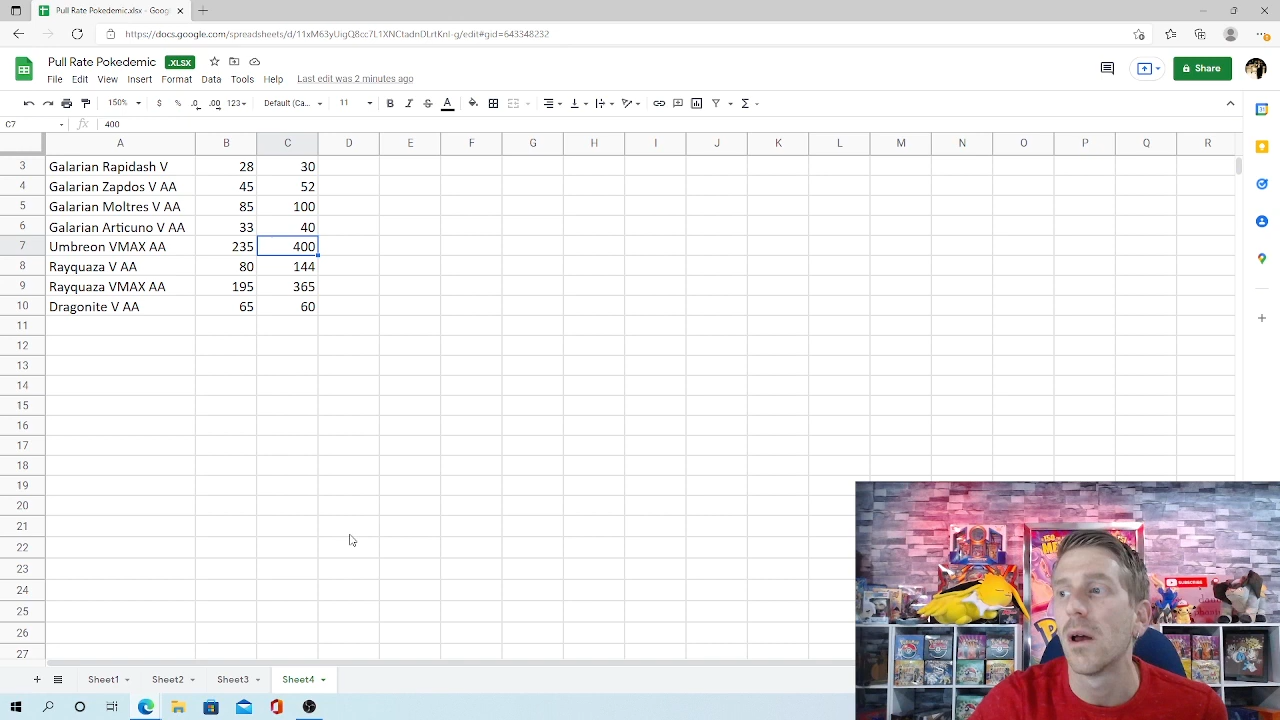 Pull Rate Pokedemic.xlsx - Goog
https://docs.google.com/spreadsheets/d/11xM63yUigQ8cc7L1XNCtadnDLrtKnI-g/edit#gid=643348232
Pull Rate Pokedemic .XLSX
Share
File Edit View Insert Format Data Tools Help Last edit was 2 minutes ago
150% $ % .0 .00 123 Default (Ca... 11 B I S A Σ
C7 fx 400
A B C D E F G H I J K L M N O P Q R
3 Galarian Rapidash V 28 30
4 Galarian Zapdos V AA 45 52
5 Galarian Moltres V AA 85 100
6 Galarian Articuno V AA 33 40
7 Umbreon VMAX AA 235 400
8 Rayquaza V AA 80 144
9 Rayquaza VMAX AA 195 365
10 Dragonite V AA 65 60
11
12
13
14
15
16
17
18
19
20
21
22
23
24
25
26
27
SUBSCRIBE
Sheet1 Sheet2 Sheet3 Sheet4